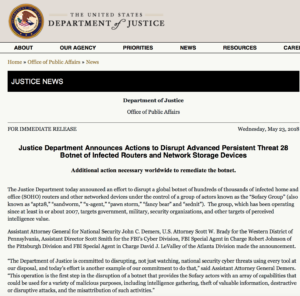 THE UNITED STATES
DEPARTMENT of JUSTICE
ABOUT OUR AGENCY PRIORITIES NEWS RESOURCES CARE
Home » Office of Public Affairs » News
JUSTICE NEWS
Department of Justice
Office of Public Affairs
FOR IMMEDIATE RELEASE Wednesday, May 23, 2018
Justice Department Announces Actions to Disrupt Advanced Persistent Threat 28
Botnet of Infected Routers and Network Storage Devices
Additional action necessary worldwide to remediate the botnet.
The Justice Department today announced an effort to disrupt a global botnet of hundreds of thousands of infected home and
office (SOHO) routers and other networked devices under the control of a group of actors known as the "Sofacy Group" (also
known as "apt28," "sandworm," "x-agent," "pawn storm," "fancy bear" and "sednit"). The group, which has been operating
since at least in or about 2007, targets government, military, security organizations, and other targets of perceived
intelligence value.
Assistant Attorney General for National Security John C. Demers, U.S. Attorney Scott W. Brady for the Western District of
Pennsylvania, Assistant Director Scott Smith for the FBI's Cyber Division, FBI Special Agent in Charge Robert Johnson of
the Pittsburgh Division and FBI Special Agent in Charge David J. LeValley of the Atlanta Division made the announcement.
"The Department of Justice is committed to disrupting, not just watching, national security cyber threats using every tool at
our disposal, and today's effort is another example of our commitment to do that," said Assistant Attorney General Demers.
"This operation is the first step in the disruption of a botnet that provides the Sofacy actors with an array of capabilities that
could be used for a variety of malicious purposes, including intelligence gathering, theft of valuable information, destructive
or disruptive attacks, and the misattribution of such activities."